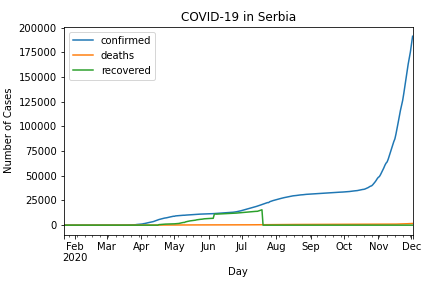 COVID-19 in Serbia
200000
175000
150000
125000
100000
75000
50000
25000
0
Number of Cases
confirmed
deaths
recovered
Feb Mar Apr May Jun Jul Aug Sep Oct Nov Dec
2020
Day